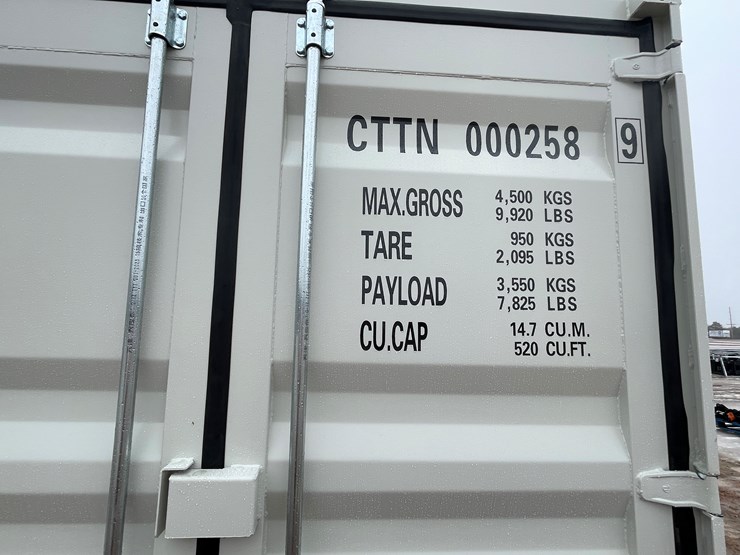 CTTN 000258 9
MAX.GROSS 4,500 KGS
9,920 LBS
TARE 950 KGS
2,095 LBS
PAYLOAD 3,550 KGS
7,825 LBS
CU.CAP 14.7 CU.M.
520 CU.FT.